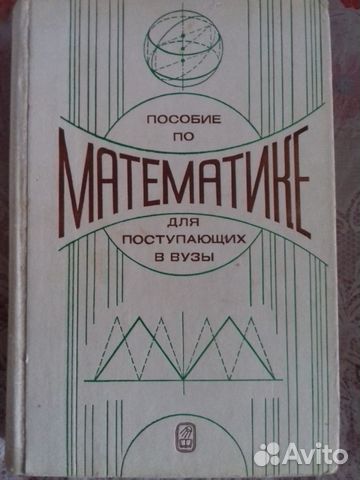 ПОСОБИЕ
ПО
МАТЕМАТИКЕ
ДЛЯ
ПОСТУПАЮЩИХ
В ВУЗЫ
Avito